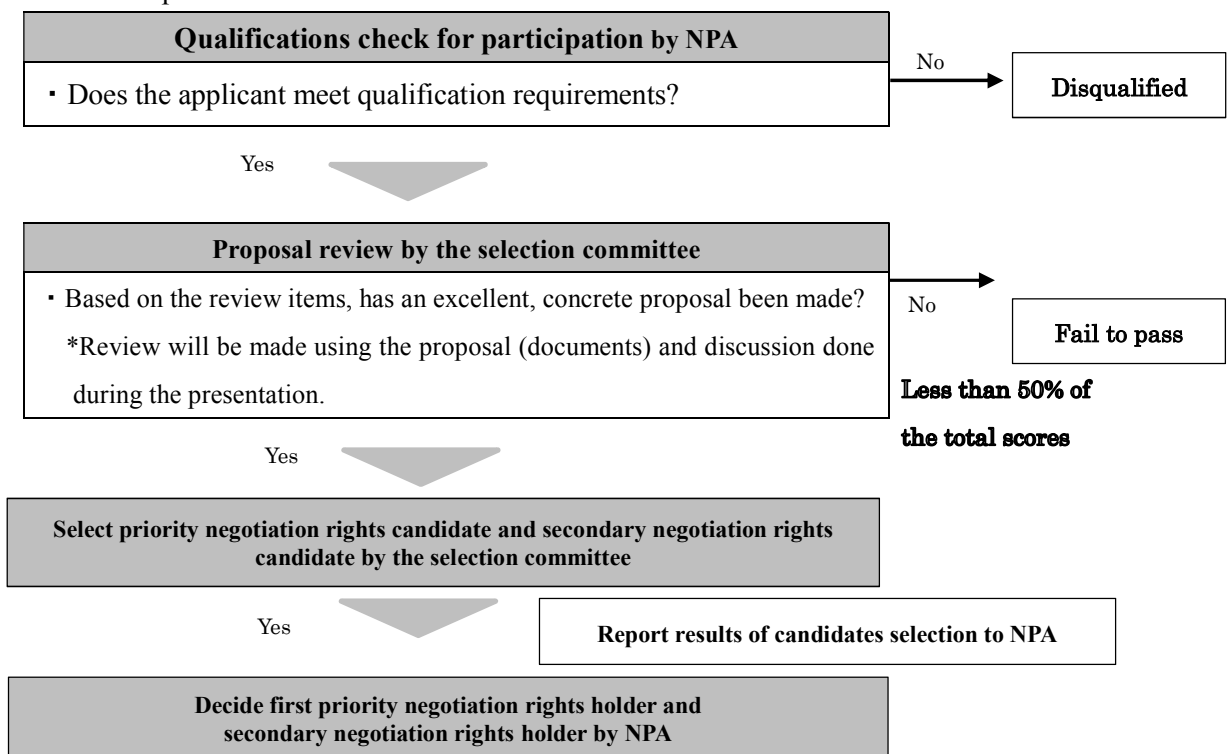 Qualifications check for participation by NPA
・Does the applicant meet qualification requirements?
No
Disqualified
Yes
Proposal review by the selection committee
・Based on the review items, has an excellent, concrete proposal been made?
*Review will be made using the proposal (documents) and discussion done
during the presentation.
No
Fail to pass
Less than 50% of
the total scores
Yes
Select priority negotiation rights candidate and secondary negotiation rights
candidate by the selection committee
Yes
Report results of candidates selection to NPA
Decide first priority negotiation rights holder and
secondary negotiation rights holder by NPA